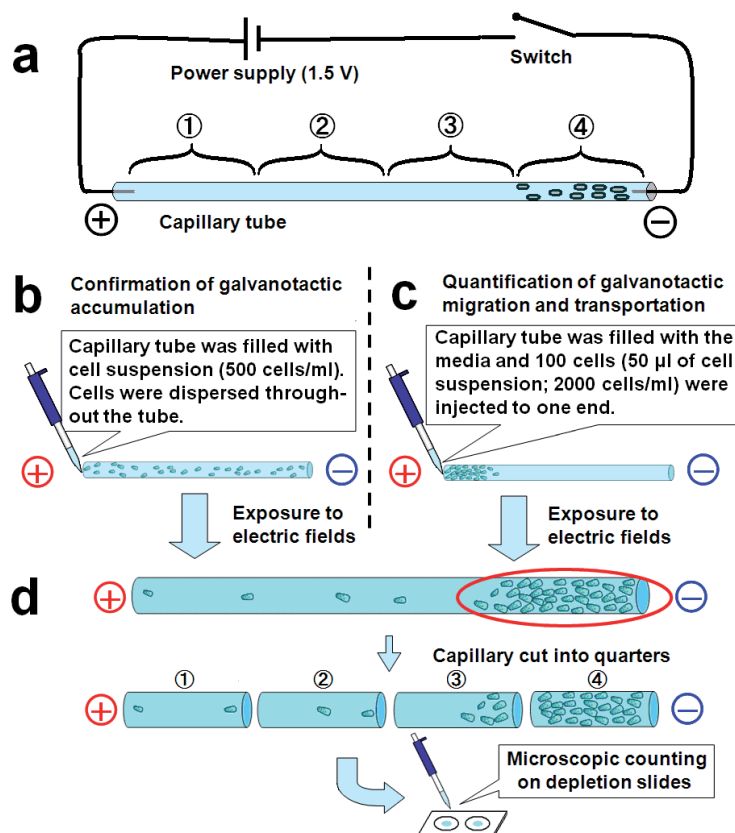 a
Power supply (1.5 V)
Switch
① ② ③ ④
+ −
Capillary tube
b
Confirmation of galvanotactic
accumulation
Capillary tube was filled with
cell suspension (500 cells/ml).
Cells were dispersed through-
out the tube.
+ −
Exposure to
electric fields
c
Quantification of galvanotactic
migration and transportation
Capillary tube was filled with the
media and 100 cells (50 µl of cell
suspension; 2000 cells/ml) were
injected to one end.
+ −
Exposure to
electric fields
d
+ −
Capillary cut into quarters
① ② ③ ④
+ −
Microscopic counting
on depletion slides